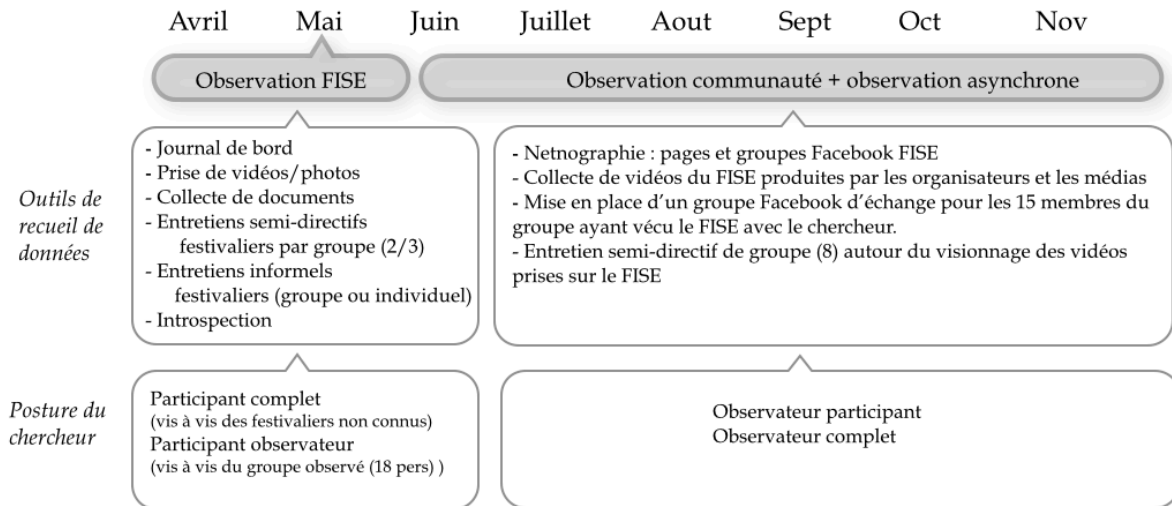 Avril Mai Juin Juillet Aout Sept Oct Nov
Observation FISE
Observation communauté + observation asynchrone
Outils de
recueil de
données
- Journal de bord
- Prise de vidéos/photos
- Collecte de documents
- Entretiens semi-directifs
festivaliers par groupe (2/3)
- Entretiens informels
festivaliers (groupe ou individuel)
- Introspection
- Netnographie : pages et groupes Facebook FISE
- Collecte de vidéos du FISE produites par les organisateurs et les médias
- Mise en place d'un groupe Facebook d'échange pour les 15 membres du
groupe ayant vécu le FISE avec le chercheur.
- Entretien semi-directif de groupe (8) autour du visionnage des vidéos
prises sur le FISE
Posture du
chercheur
Participant complet
(vis à vis des festivaliers non connus)
Participant observateur
(vis à vis du groupe observé (18 pers) )
Observateur participant
Observateur complet